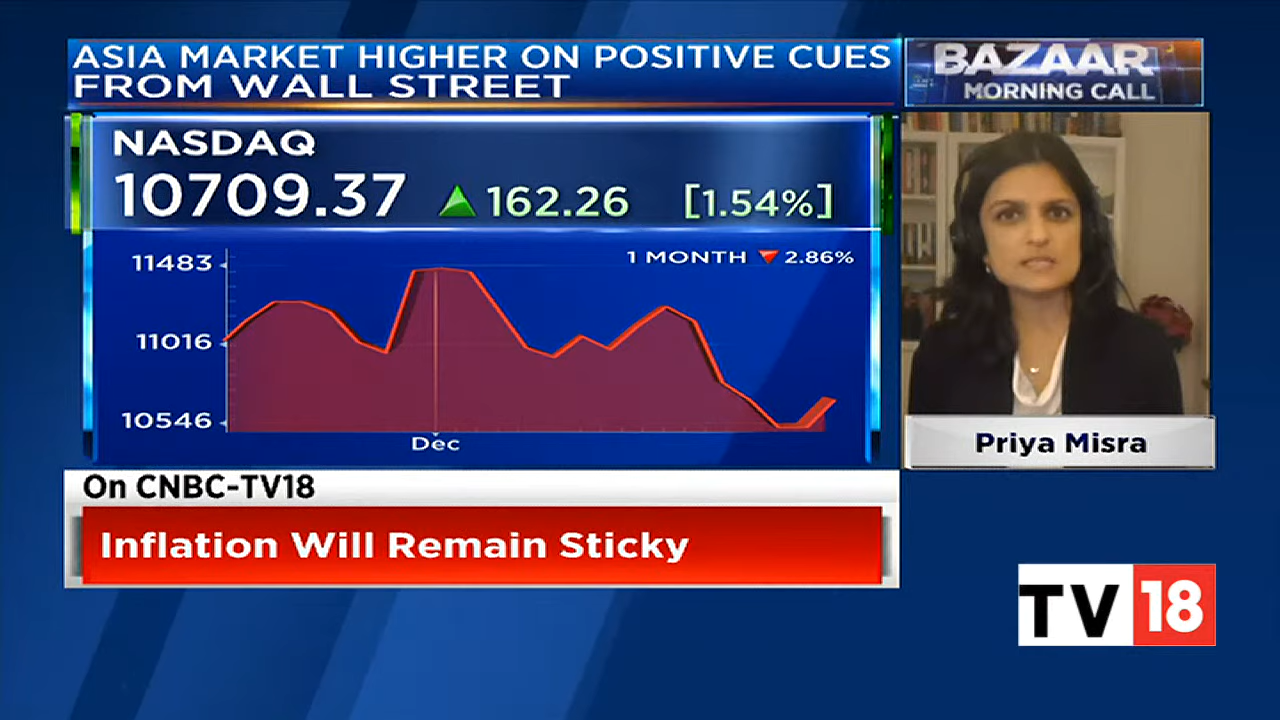 ASIA MARKET HIGHER ON POSITIVE CUES
FROM WALL STREET
BAZAAR
MORNING CALL
NASDAQ
10709.37 ▲ 162.26 [1.54%]
1 MONTH ▼ 2.86%
11483
11016
10546
Dec
Priya Misra
On CNBC-TV18
Inflation Will Remain Sticky
TV18